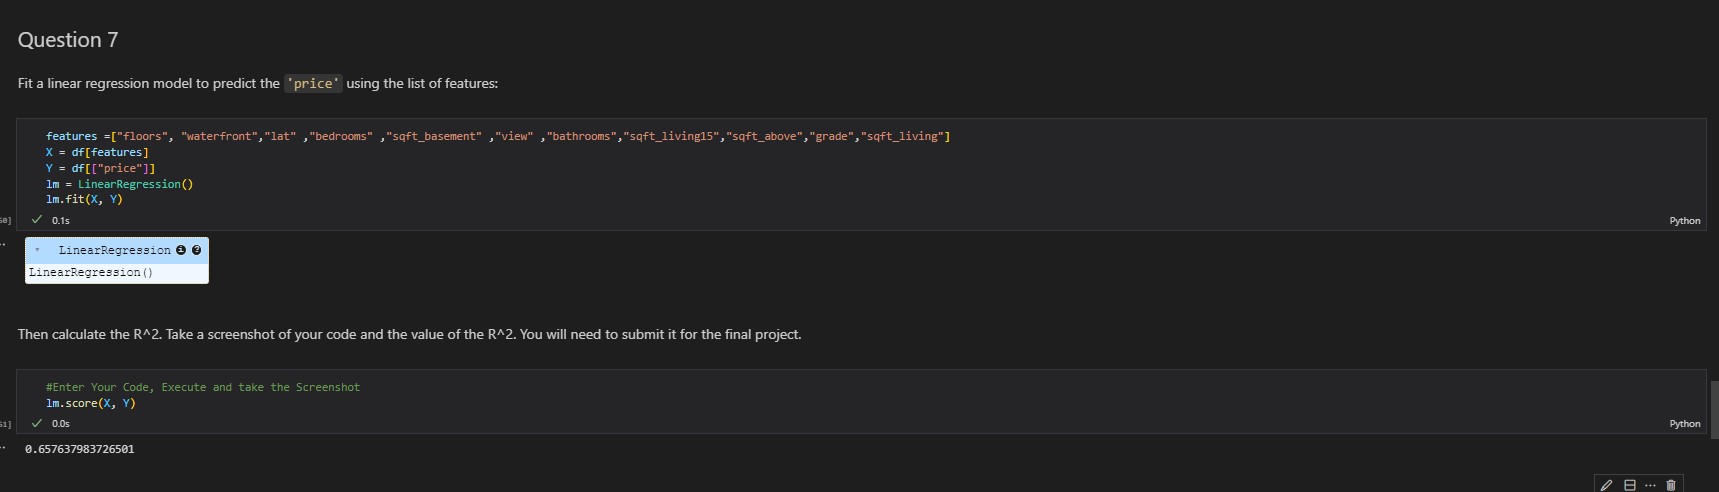 Question 7
Fit a linear regression model to predict the 'price' using the list of features:
features =["floors", "waterfront","lat" ,"bedrooms" ,"sqft_basement" ,"view" ,"bathrooms","sqft_living15","sqft_above","grade","sqft_living"]
X = df[features]
Y = df[["price"]]
lm = LinearRegression()
lm.fit(X, Y)
0.1s
Python
LinearRegression
LinearRegression()
Then calculate the R^2. Take a screenshot of your code and the value of the R^2. You will need to submit it for the final project.
#Enter Your Code, Execute and take the Screenshot
lm.score(X, Y)
0.0s
Python
0.657637983726501